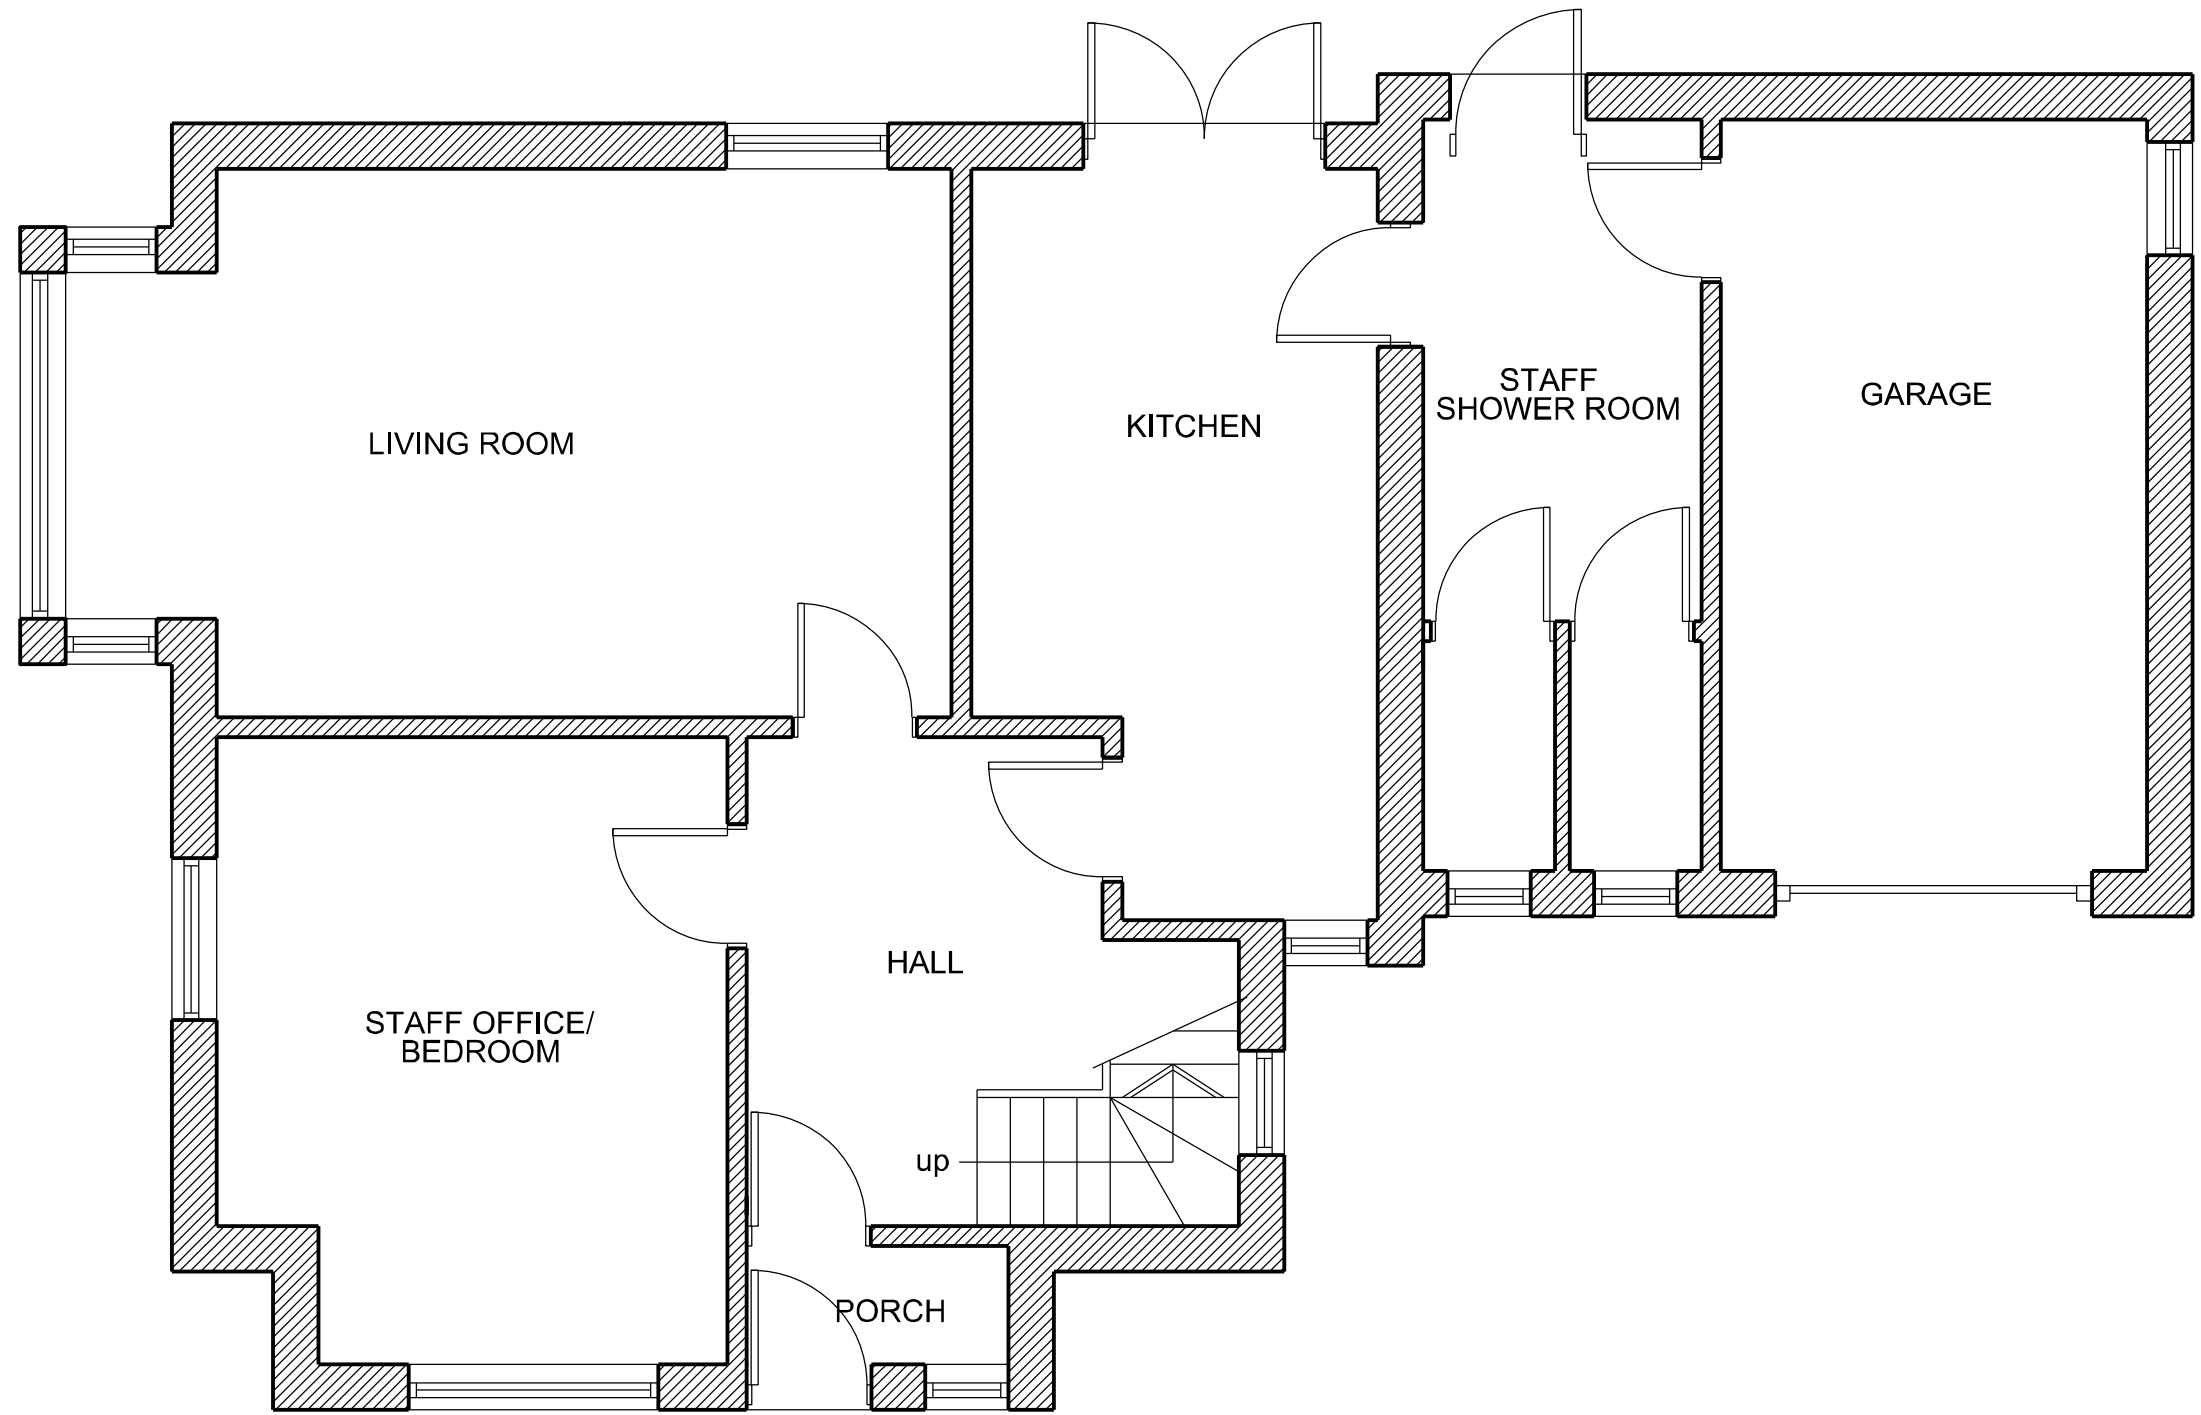 LIVING ROOM
KITCHEN
STAFF
SHOWER ROOM
GARAGE
HALL
STAFF OFFICE/
BEDROOM
up
PORCH